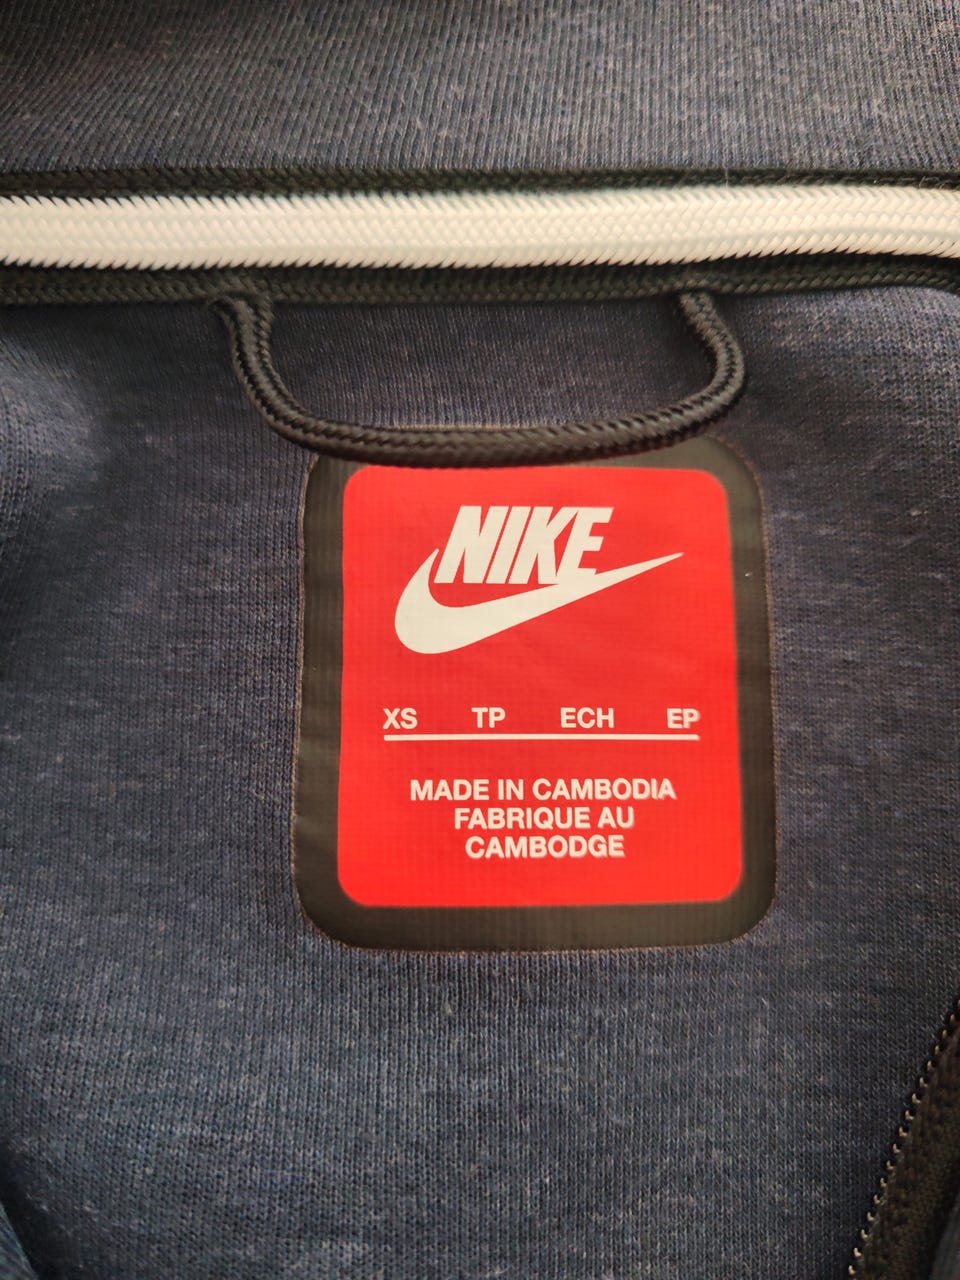 NIKE
XS TP ECH EP
MADE IN CAMBODIA
FABRIQUE AU
CAMBODGE